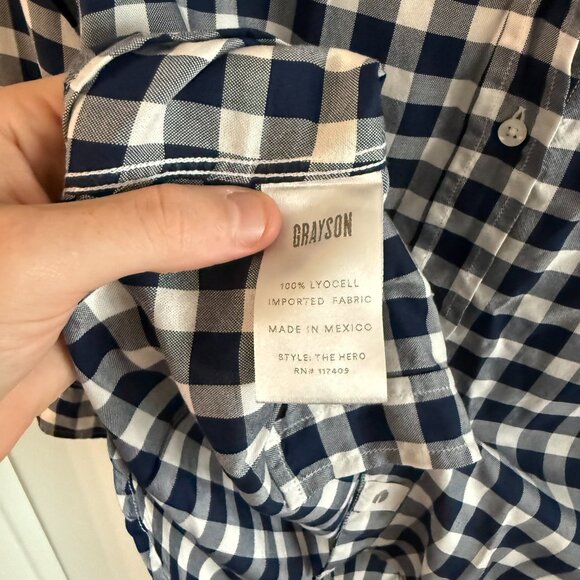 GRAYSON
100% LYOCELL
IMPORTED FABRIC
MADE IN MEXICO
STYLE: THE HERO
RN# 117409